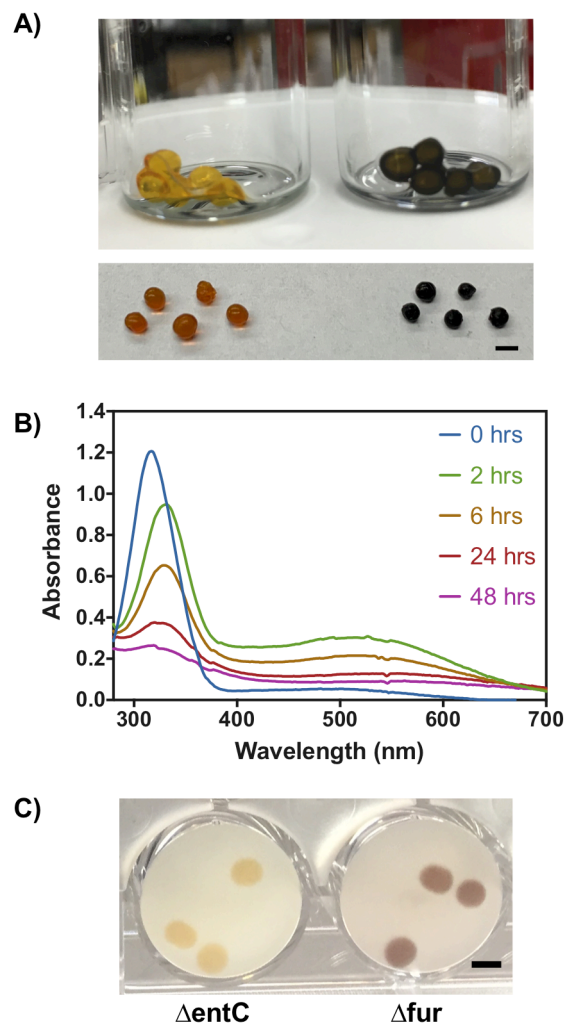 A)
B)
1.4
1.2
1.0
0.8
0.6
0.4
0.2
0.0
Absorbance
0 hrs
2 hrs
6 hrs
24 hrs
48 hrs
300 400 500 600 700
Wavelength (nm)
C)
ΔentC Δfur